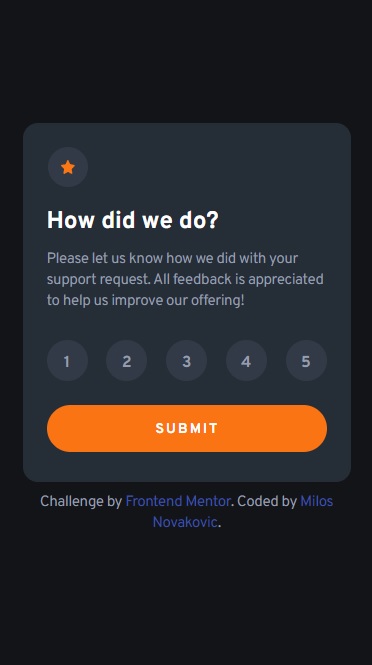 How did we do?
Please let us know how we did with your
support request. All feedback is appreciated
to help us improve our offering!
1 2 3 4 5
SUBMIT
Challenge by Frontend Mentor. Coded by Milos
Novakovic.